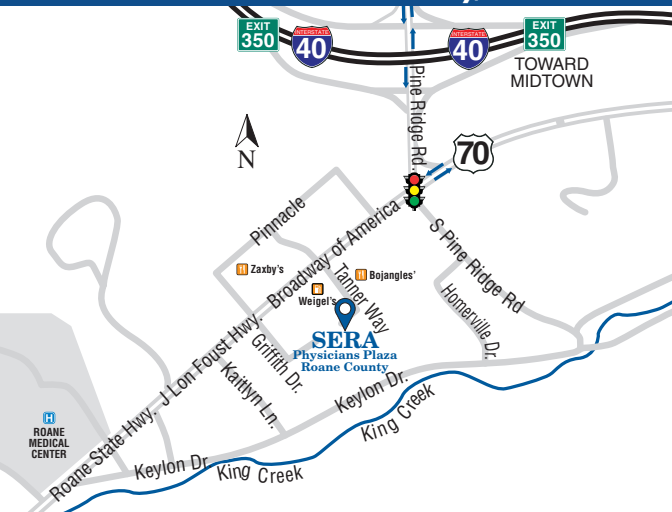 EXIT
350
INTERSTATE
40
INTERSTATE
40
EXIT
350
TOWARD
MIDTOWN
Pine Ridge Rd.
N
70
Pinnacle
Broadway of America
S Pine Ridge Rd
Zaxby's
Bojangles'
Tanner Way
Weigel's
Homerville Dr.
SERA
Physicians Plaza
Roane County
J Lon Foust Hwy.
Griffith Dr.
Kaitlyn Ln.
Keylon Dr.
King Creek
H
ROANE
MEDICAL
CENTER
Roane State Hwy.
Keylon Dr
King Creek